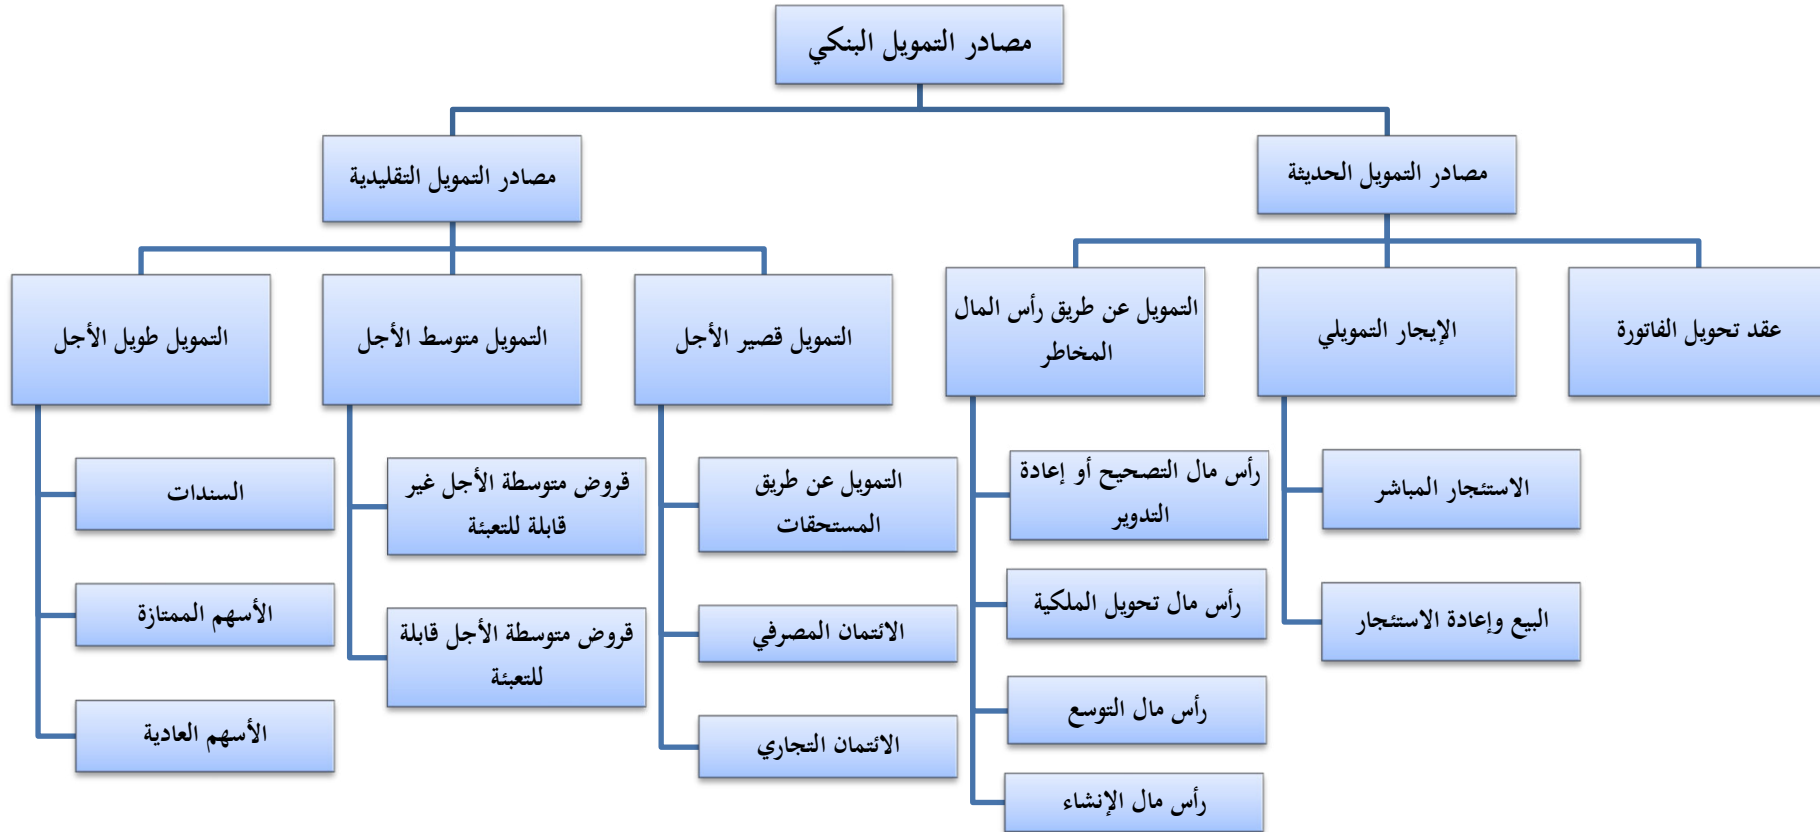 مصادر التمويل البنكي
مصادر التمويل الحديثة
مصادر التمويل التقليدية
عقد تحويل الفاتورة
الإيجار التمويلي
التمويل عن طريق رأس المال
المخاطر
التمويل قصير الأجل
التمويل متوسط الأجل
التمويل طويل الأجل
الاستئجار المباشر
البيع وإعادة الاستئجار
رأس مال التصحيح أو إعادة
التدوير
رأس مال تحويل الملكية
رأس مال التوسع
رأس مال الإنشاء
التمويل عن طريق
المستحقات
الائتمان المصرفي
الائتمان التجاري
قروض متوسطة الأجل غير
قابلة للتعبئة
قروض متوسطة الأجل قابلة
للتعبئة
السندات
الأسهم الممتازة
الأسهم العادية